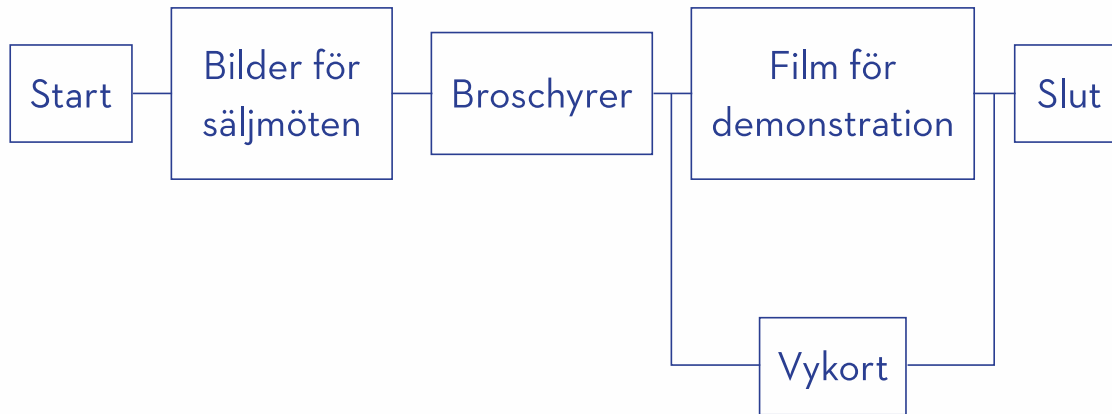 Start
Bilder för
säljmöten
Broschyrer
Film för
demonstration
Slut
Vykort